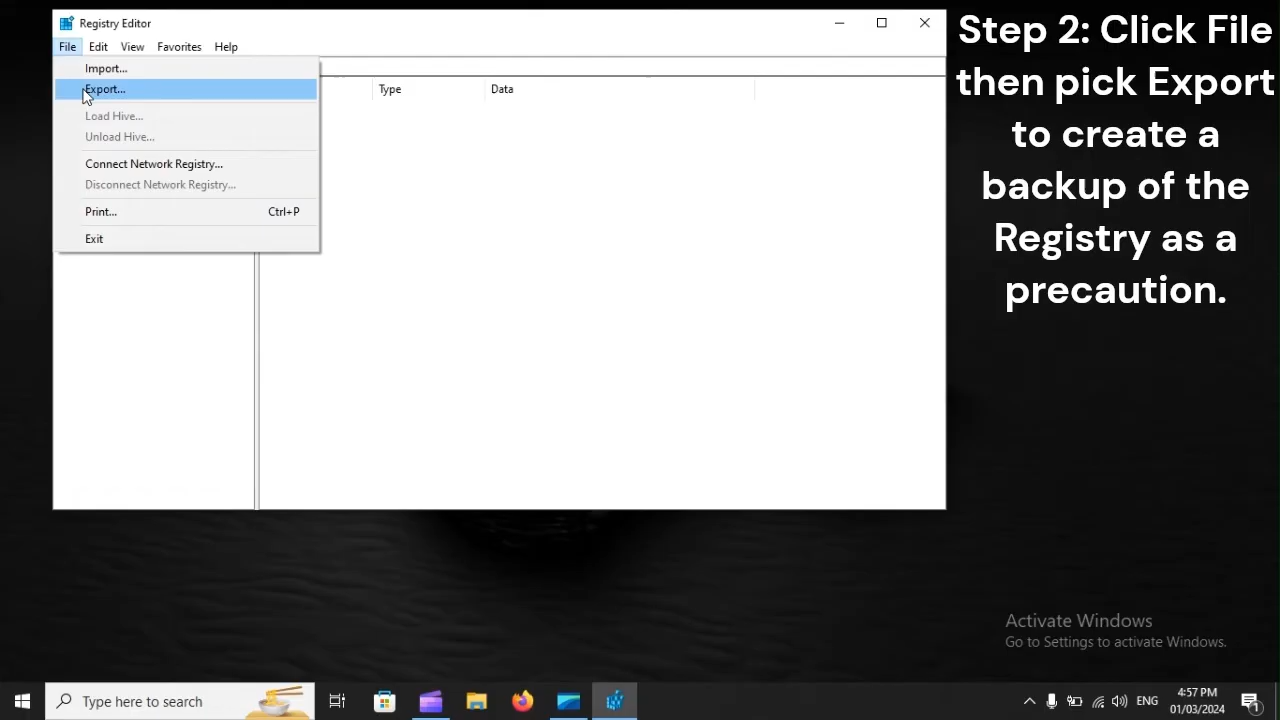 Registry Editor
File Edit View Favorites Help
Import...
Export...
Type Data
Load Hive...
Unload Hive...
Connect Network Registry...
Disconnect Network Registry...
Print... Ctrl+P
Exit
Step 2: Click File
then pick Export
to create a
backup of the
Registry as a
precaution.
Activate Windows
Go to Settings to activate Windows.
Type here to search
ENG
4:57 PM
01/03/2024
1